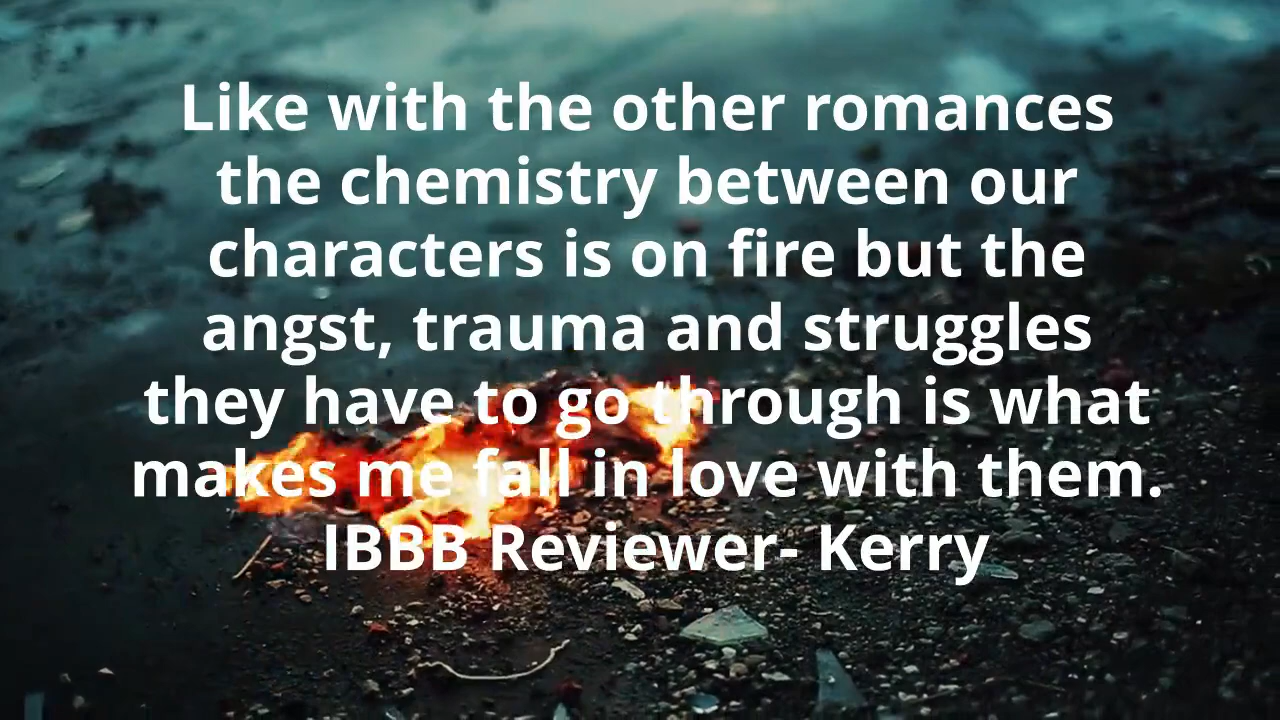 Like with the other romances
the chemistry between our
characters is on fire but the
angst, trauma and struggles
they have to go through is what
makes me fall in love with them.
IBBB Reviewer- Kerry